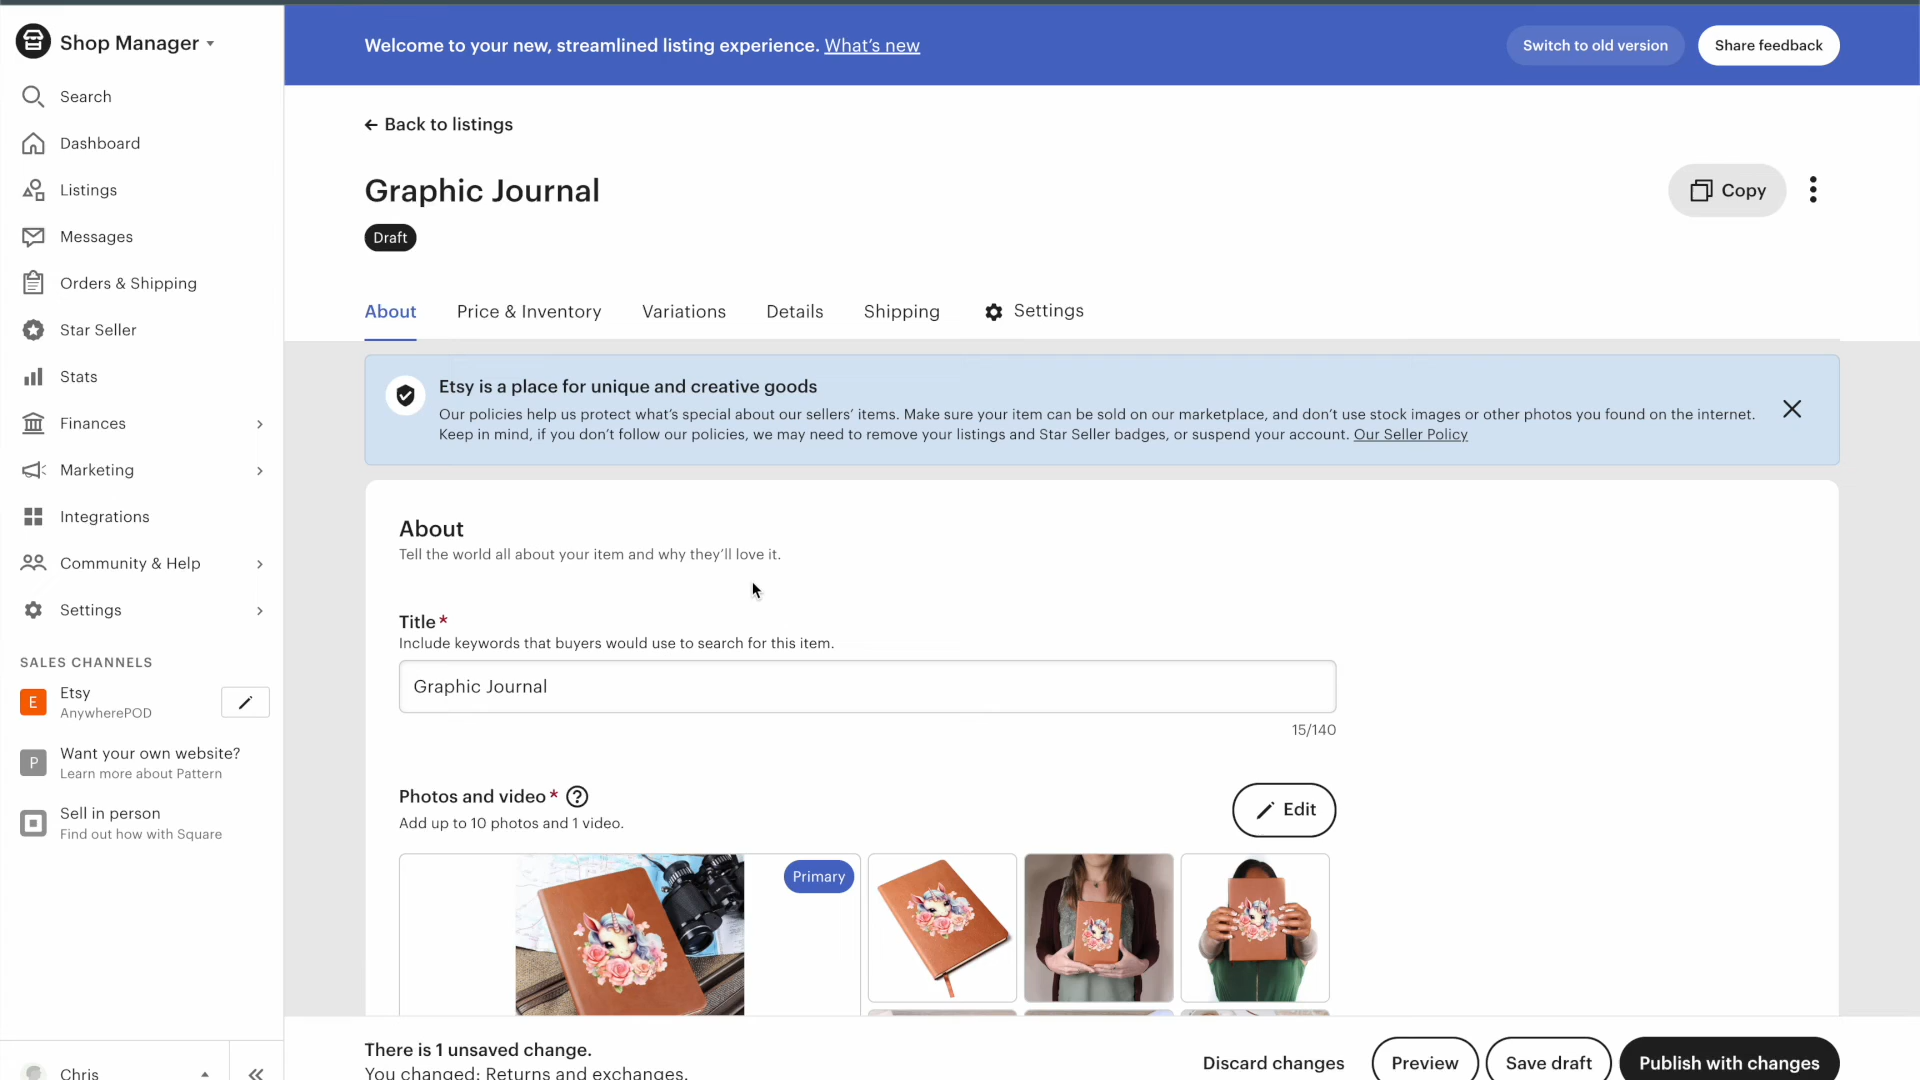 Shop Manager
Search
Dashboard
Listings
Messages
Orders & Shipping
Star Seller
Stats
Finances
Marketing
Integrations
Community & Help
Settings
SALES CHANNELS
E
Etsy
AnywherePOD
P
Want your own website?
Learn more about Pattern
Sell in person
Find out how with Square
Chris
Welcome to your new, streamlined listing experience. What's new
Switch to old version
Share feedback
Back to listings
Graphic Journal
Copy
Draft
About
Price & Inventory
Variations
Details
Shipping
Settings
Etsy is a place for unique and creative goods
Our policies help us protect what's special about our sellers' items. Make sure your item can be sold on our marketplace, and don't use stock images or other photos you found on the internet.
Keep in mind, if you don't follow our policies, we may need to remove your listings and Star Seller badges, or suspend your account. Our Seller Policy
About
Tell the world all about your item and why they'll love it.
Title*
Include keywords that buyers would use to search for this item.
Graphic Journal
15/140
Photos and video*
Add up to 10 photos and 1 video.
Edit
Primary
There is 1 unsaved change.
You changed: Returns and exchanges.
Discard changes
Preview
Save draft
Publish with changes